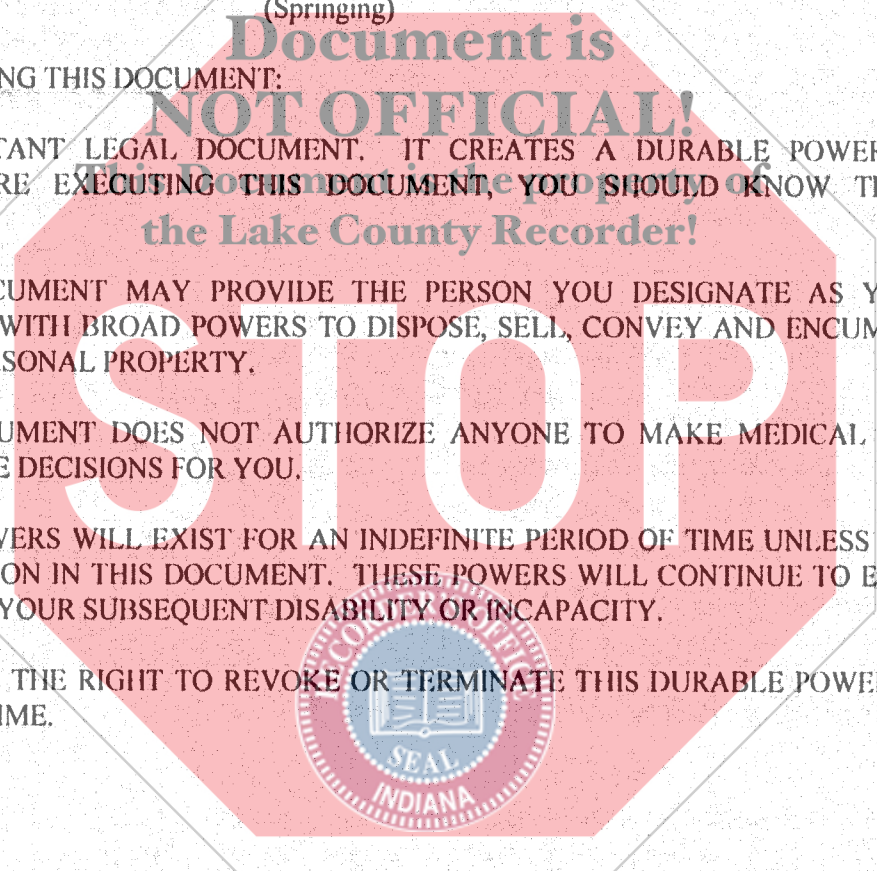 (Springing)
Document is
NG THIS DOCUMENT:
NOT OFFICIAL!
TANT LEGAL DOCUMENT. IT CREATES A DURABLE POWER
RE EXECUTING THIS DOCUMENT, YOU SHOULD KNOW TH
This Document is the property of
the Lake County Recorder!
CUMENT MAY PROVIDE THE PERSON YOU DESIGNATE AS Y
WITH BROAD POWERS TO DISPOSE, SELL, CONVEY AND ENCUM
RSONAL PROPERTY.
STOP
UMENT DOES NOT AUTHORIZE ANYONE TO MAKE MEDICAL
E DECISIONS FOR YOU.
WERS WILL EXIST FOR AN INDEFINITE PERIOD OF TIME UNLESS
ON IN THIS DOCUMENT. THESE POWERS WILL CONTINUE TO E
YOUR SUBSEQUENT DISABILITY OR INCAPACITY.
RECORDER'S OFFICE
THE RIGHT TO REVOKE OR TERMINATE THIS DURABLE POWE
IME.
SEAL
INDIANA